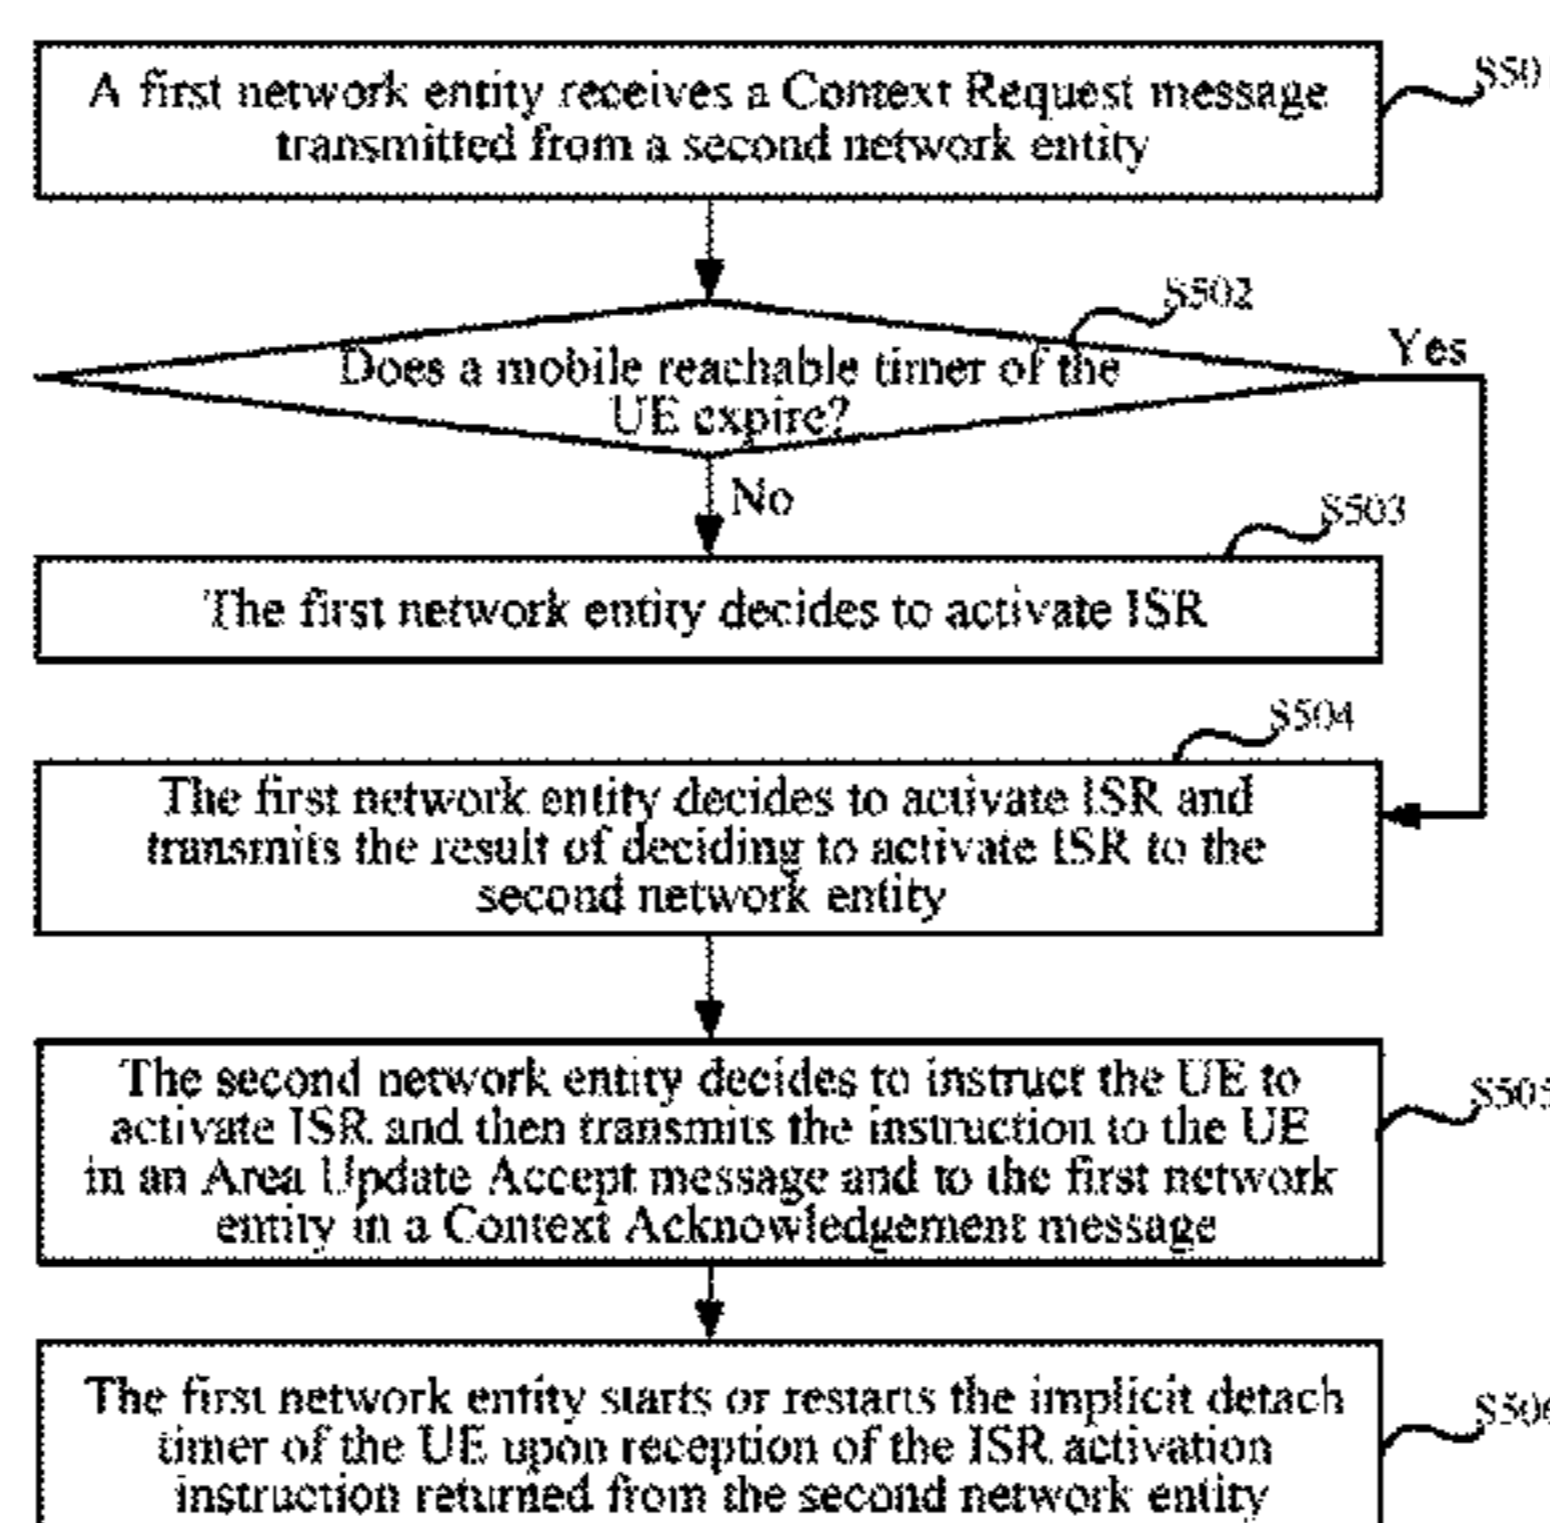 A first network entity receives a Context Request message
transmitted from a second network entity
S501
S502
Does a mobile reachable timer of the
UE expire?
Yes
No
S503
The first network entity decides to activate ISR
S504
The first network entity decides to activate ISR and
transmits the result of deciding to activate ISR to the
second network entity
The second network entity decides to instruct the UE to
activate ISR and then transmits the instruction to the UE
in an Area Update Accept message and to the first network
entity in a Context Acknowledgement message
S505
The first network entity starts or restarts the implicit detach
timer of the UE upon reception of the ISR activation
instruction returned from the second network entity
S506